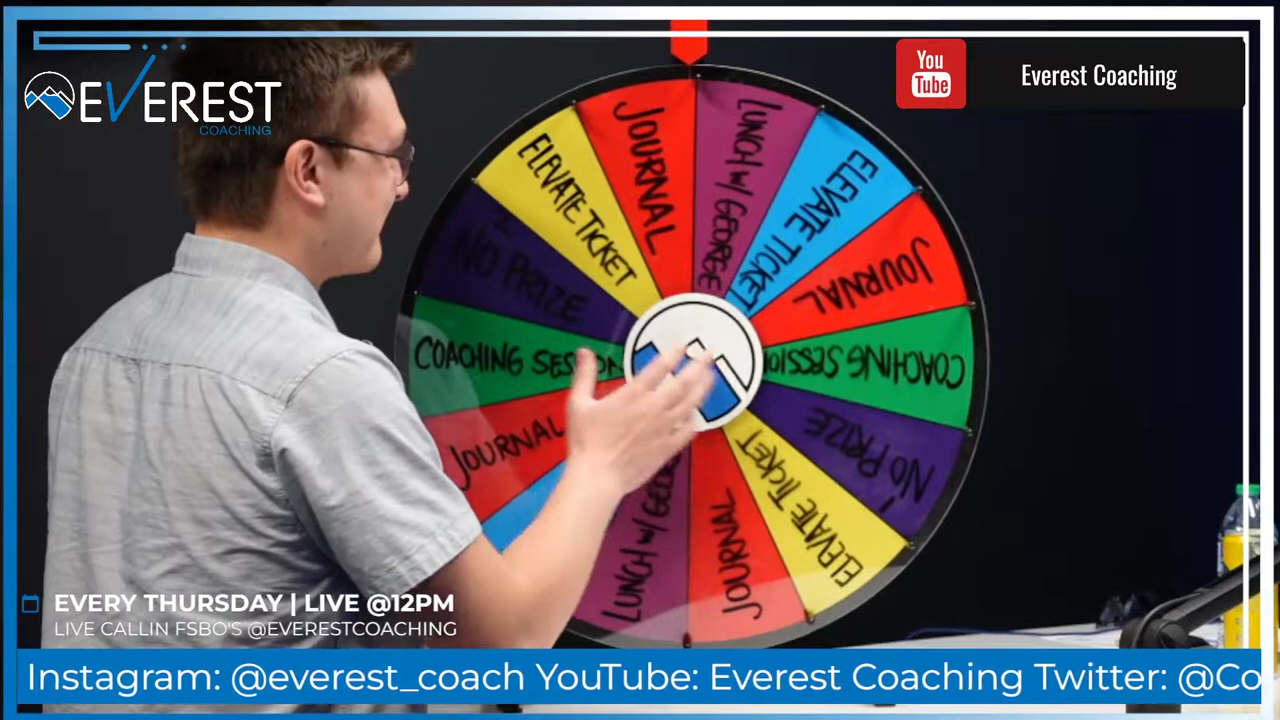 EVEREST
COACHING
You
Tube
Everest Coaching
JOURNAL
LUNCH W/ GEORGE
ELEVATE TICKET
JOURNAL
COACHING SESSION
NO PRIZE
ELEVATE TICKET
JOURNAL
LUNCH W/
JOURNAL
COACHING SESSION
NO PRIZE
ELEVATE TICKET
EVERY THURSDAY | LIVE @12PM
LIVE CALLIN FSBO'S @EVERESTCOACHING
Instagram: @everest_coach YouTube: Everest Coaching Twitter: @Co